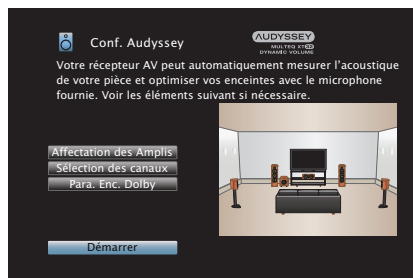 Conf. Audyssey
AUDYSSEY
MULTEQ XT32
DYNAMIC VOLUME
Votre récepteur AV peut automatiquement mesurer l'acoustique
de votre pièce et optimiser vos enceintes avec le microphone
fournie. Voir les éléments suivant si nécessaire.
Affectation des Amplis
Sélection des canaux
Para. Enc. Dolby
Démarrer